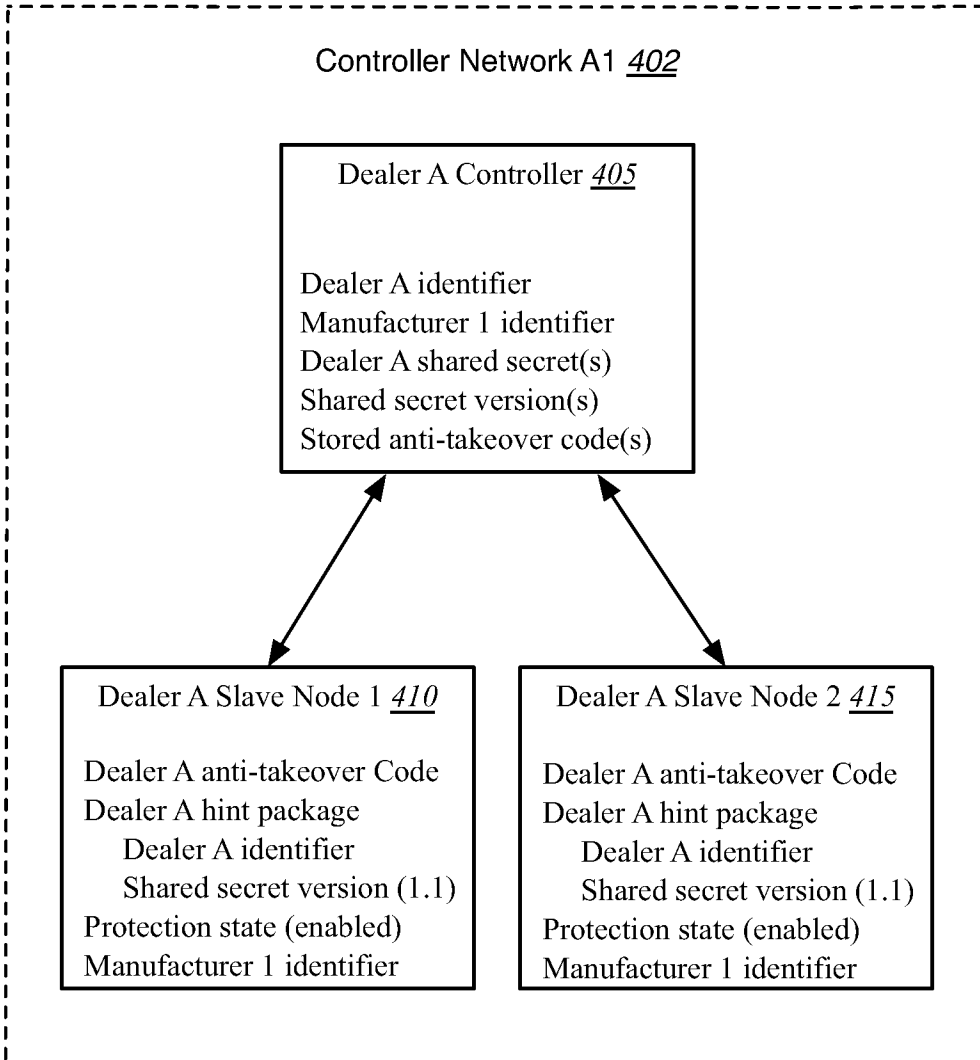 Controller Network A1 402
Dealer A Controller 405
Dealer A identifier
Manufacturer 1 identifier
Dealer A shared secret(s)
Shared secret version(s)
Stored anti-takeover code(s)
Dealer A Slave Node 1 410
Dealer A anti-takeover Code
Dealer A hint package
Dealer A identifier
Shared secret version (1.1)
Protection state (enabled)
Manufacturer 1 identifier
Dealer A Slave Node 2 415
Dealer A anti-takeover Code
Dealer A hint package
Dealer A identifier
Shared secret version (1.1)
Protection state (enabled)
Manufacturer 1 identifier